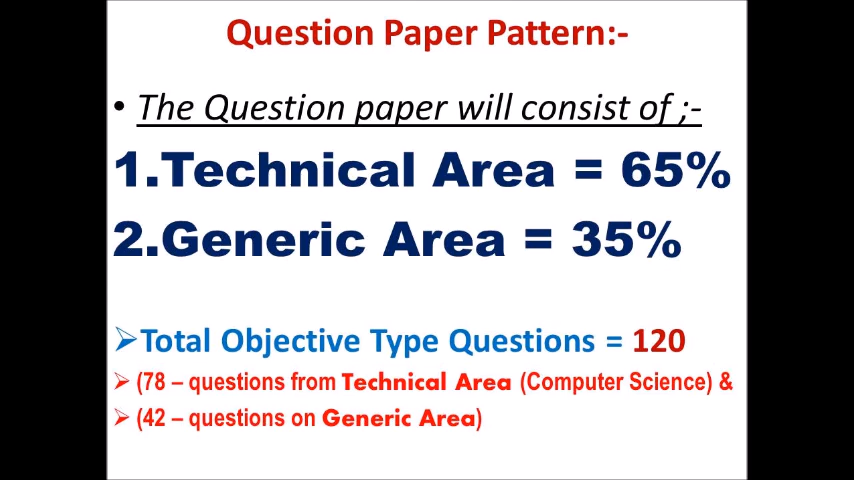 Question Paper Pattern:-
• The Question paper will consist of ;-
1.Technical Area = 65%
2.Generic Area = 35%
➢Total Objective Type Questions = 120
➢ (78 – questions from Technical Area (Computer Science) &
➢ (42 – questions on Generic Area)